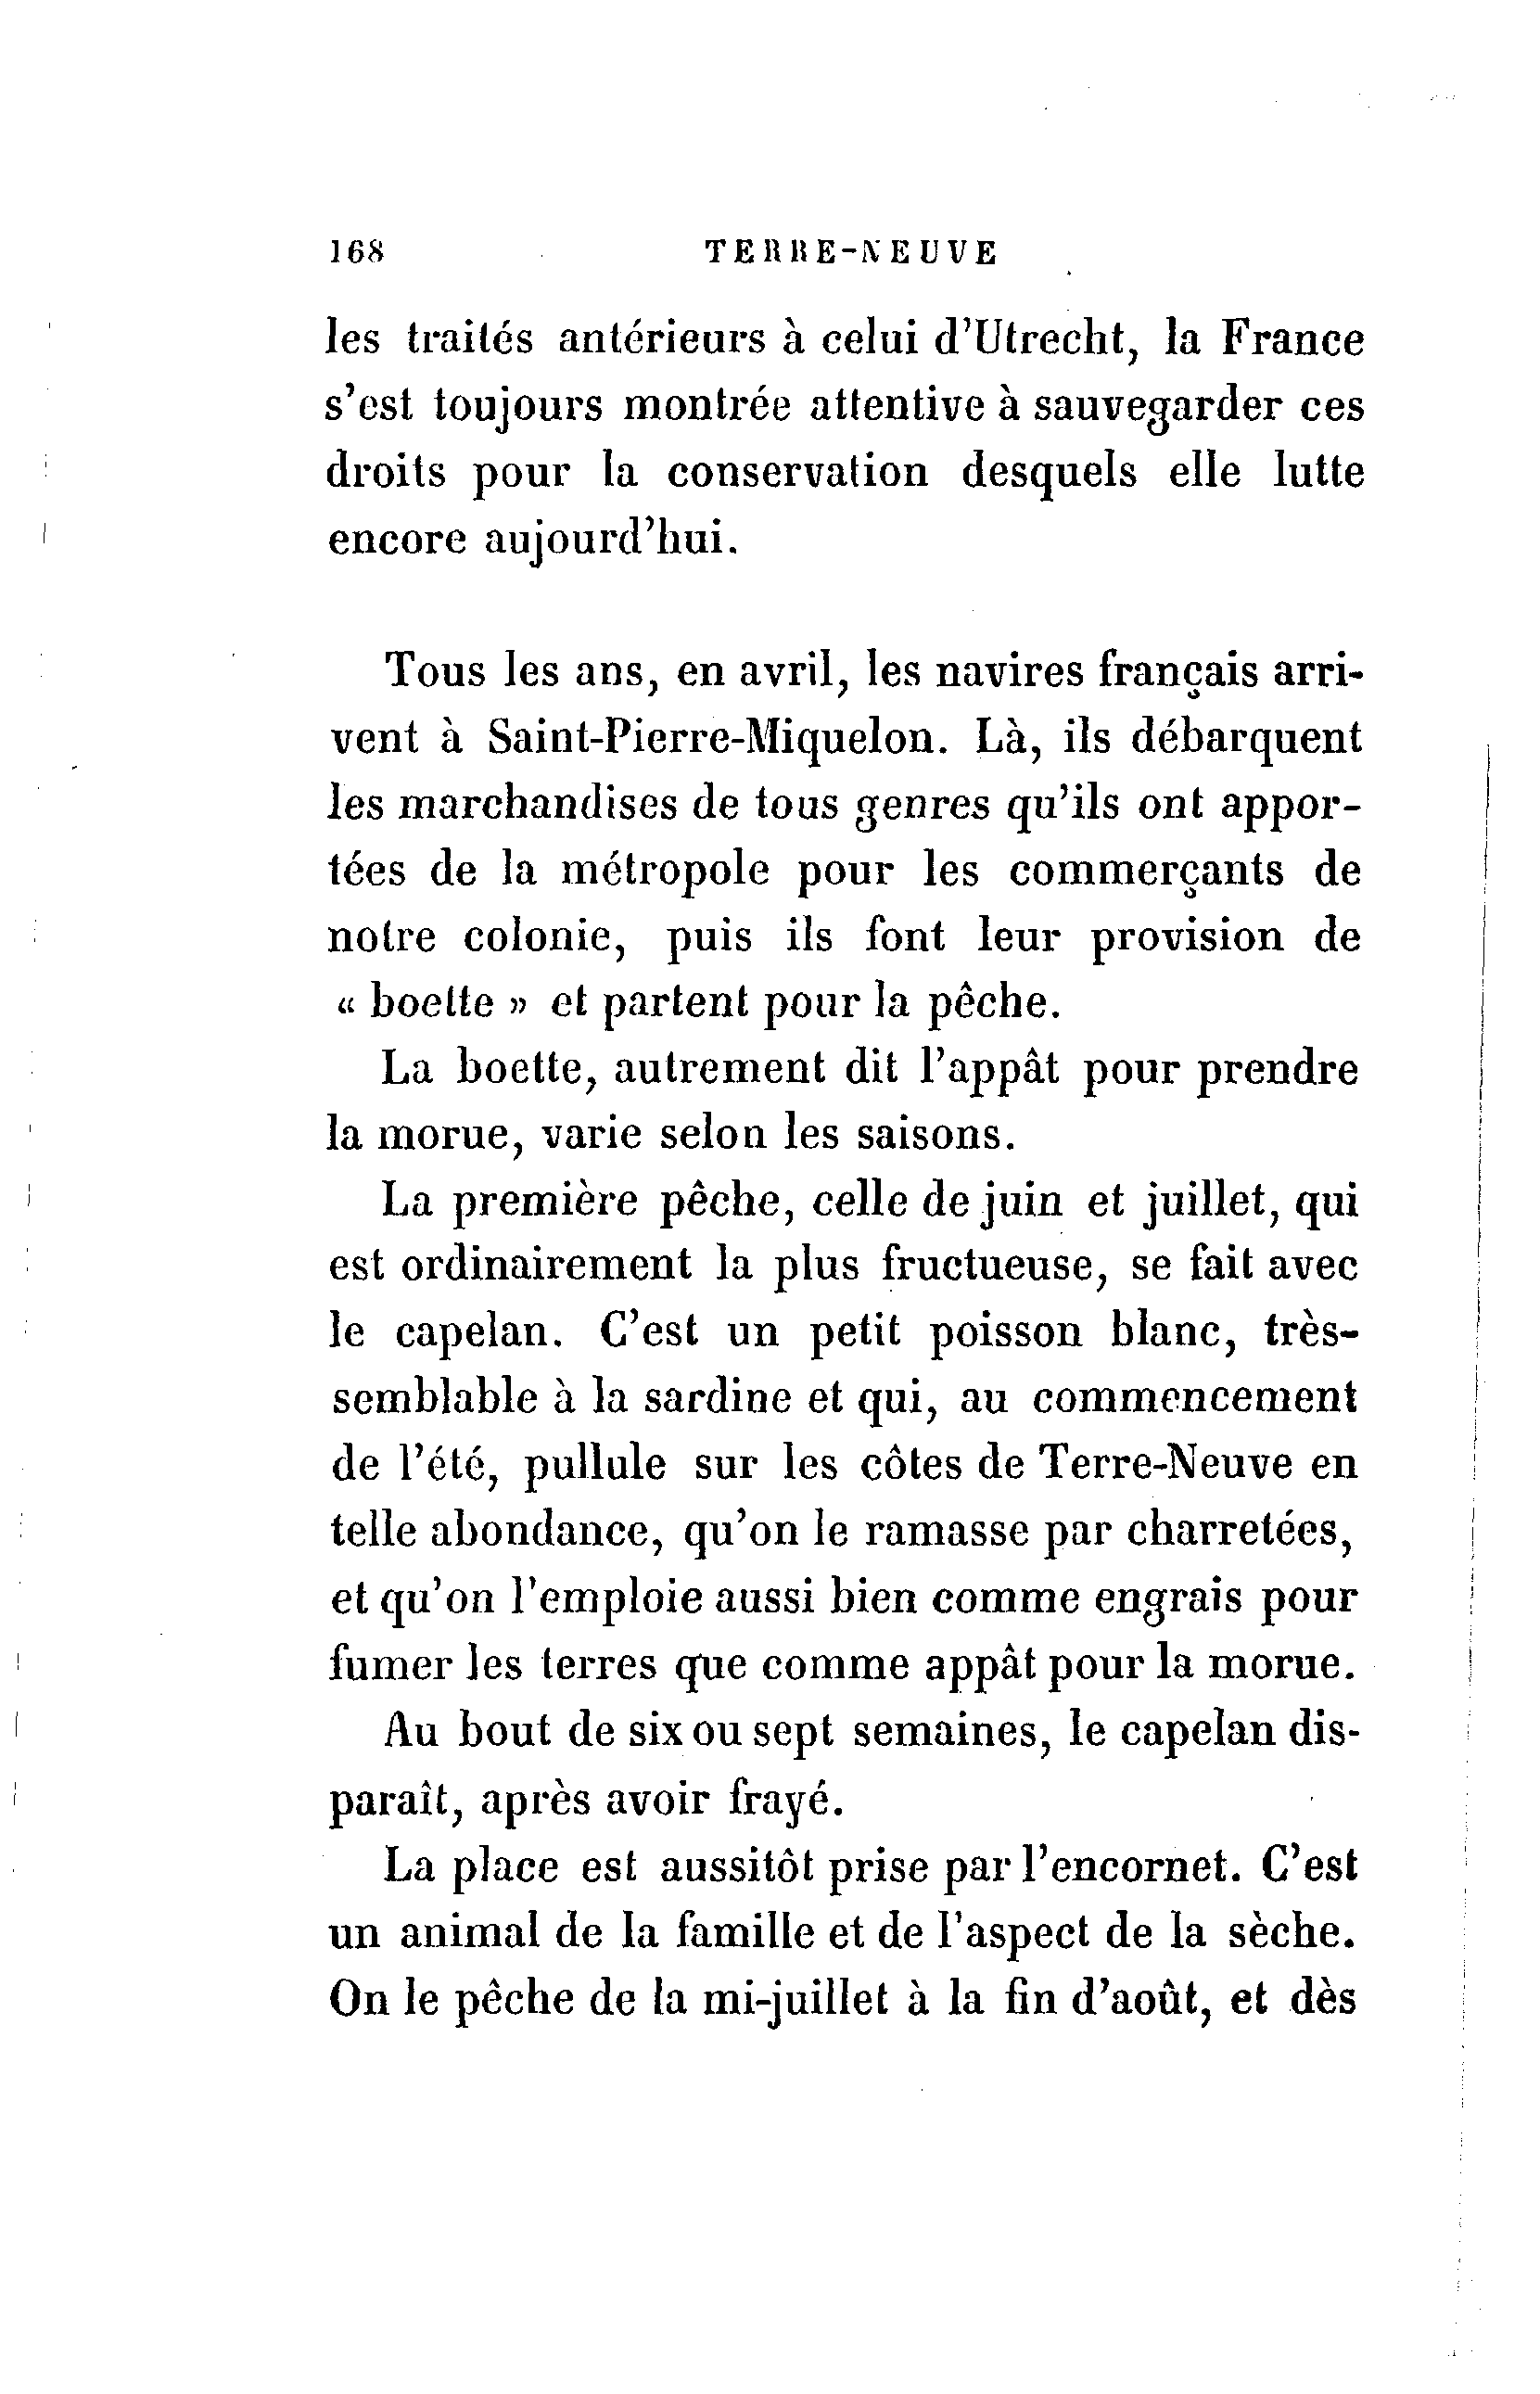 168 TERRE-NEUVE
les traités antérieurs à celui d'Utrecht, la France
s'est toujours montrée attentive à sauvegarder ces
droits pour la conservation desquels elle lutte
encore aujourd'hui.
Tous les ans, en avril, les navires français arri-
vent à Saint-Pierre-Miquelon. Là, ils débarquent
les marchandises de tous genres qu'ils ont appor-
tées de la métropole pour les commerçants de
notre colonie, puis ils font leur provision de
« boette » et partent pour la pêche.
La boette, autrement dit l'appât pour prendre
la morue, varie selon les saisons.
La première pêche, celle de juin et juillet, qui
est ordinairement la plus fructueuse, se fait avec
le capelan. C'est un petit poisson blanc, très-
semblable à la sardine et qui, au commencement
de l'été, pullule sur les côtes de Terre-Neuve en
telle abondance, qu'on le ramasse par charretées,
et qu'on l'emploie aussi bien comme engrais pour
fumer les terres que comme appât pour la morue.
Au bout de six ou sept semaines, le capelan dis-
paraît, après avoir frayé.
La place est aussitôt prise par l'encornet. C'est
un animal de la famille et de l'aspect de la sèche.
On le pêche de la mi-juillet à la fin d'août, et dès